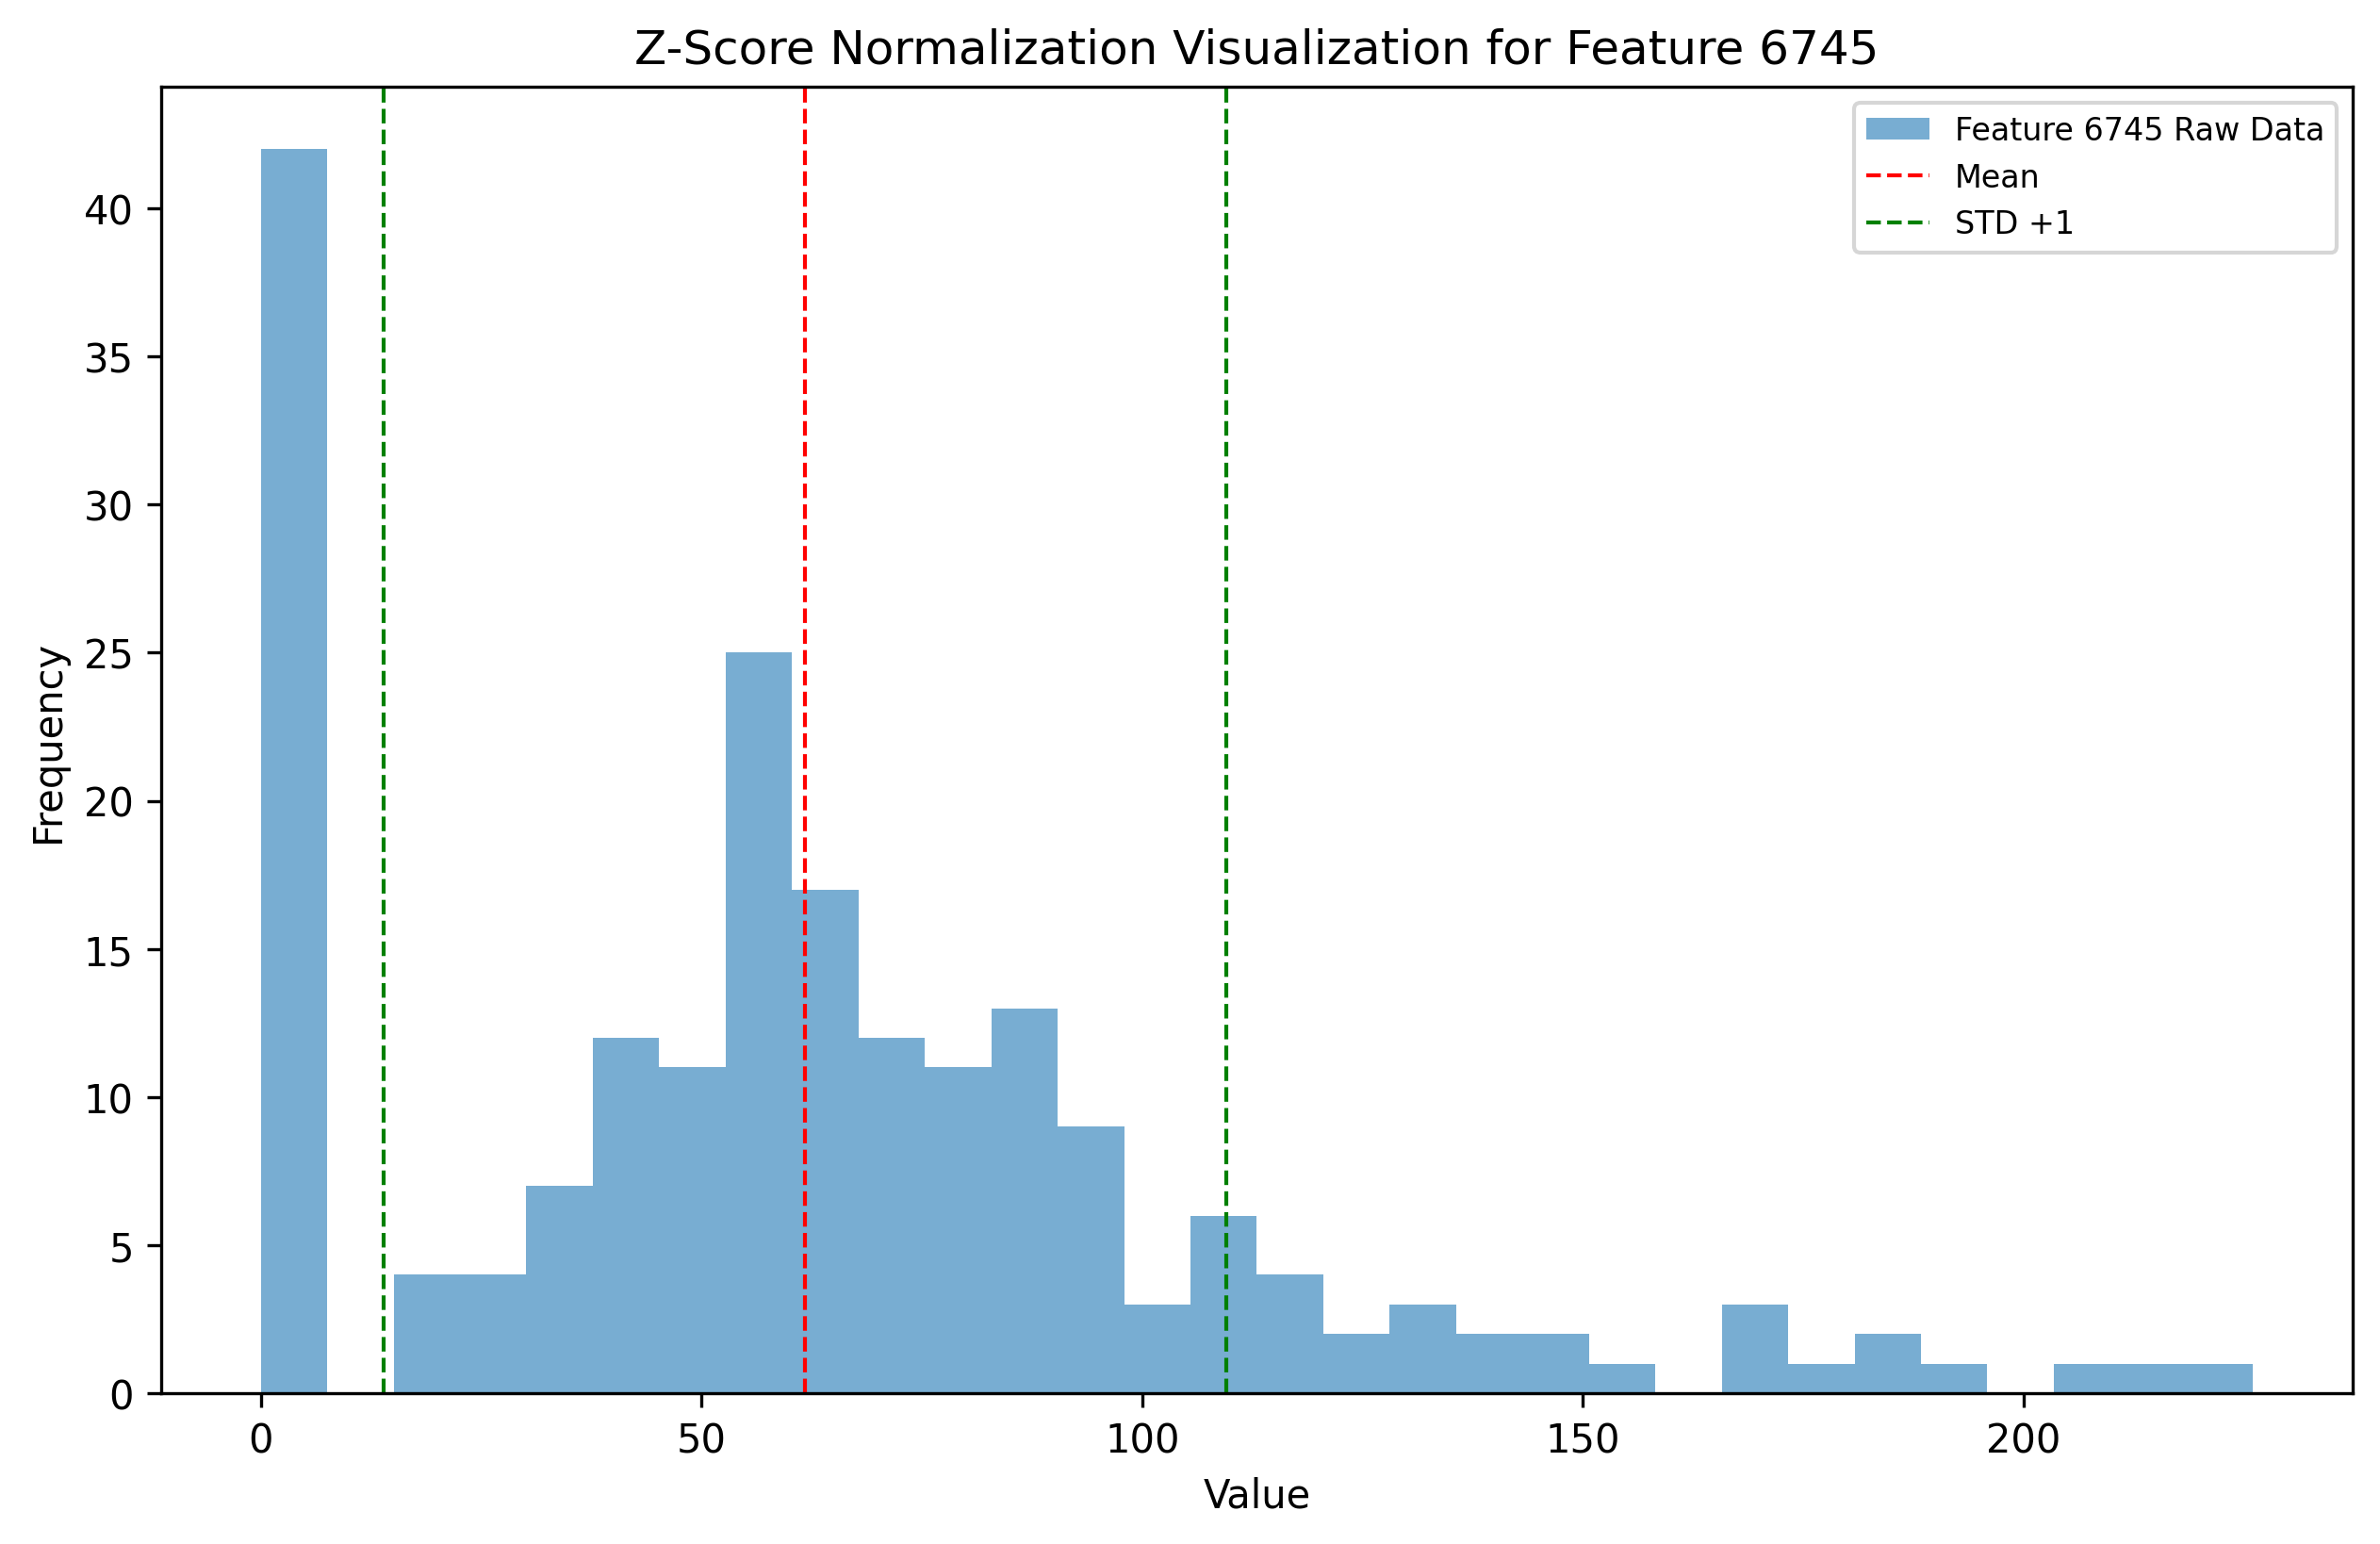 Z-Score Normalization Visualization for Feature 6745
Feature 6745 Raw Data
Mean
STD +1
Frequency
40
35
30
25
20
15
10
5
0
0 50 100 150 200
Value